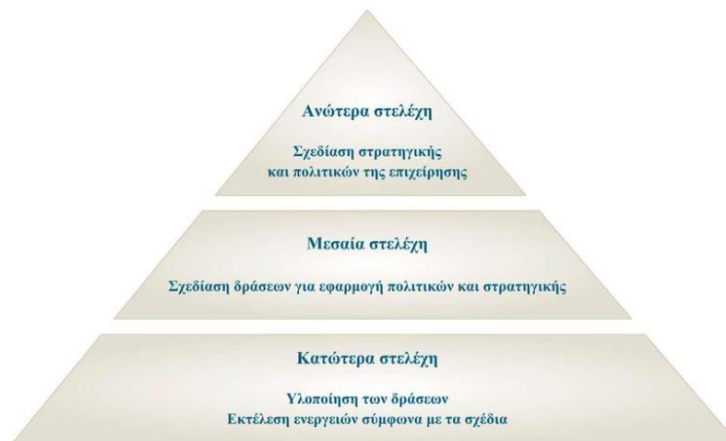 Ανώτερα στελέχη
Σχεδίαση στρατηγικής
και πολιτικών της επιχείρησης
Μεσαία στελέχη
Σχεδίαση δράσεων για εφαρμογή πολιτικών και στρατηγικής
Κατώτερα στελέχη
Υλοποίηση των δράσεων
Εκτέλεση ενεργειών σύμφωνα με τα σχέδια